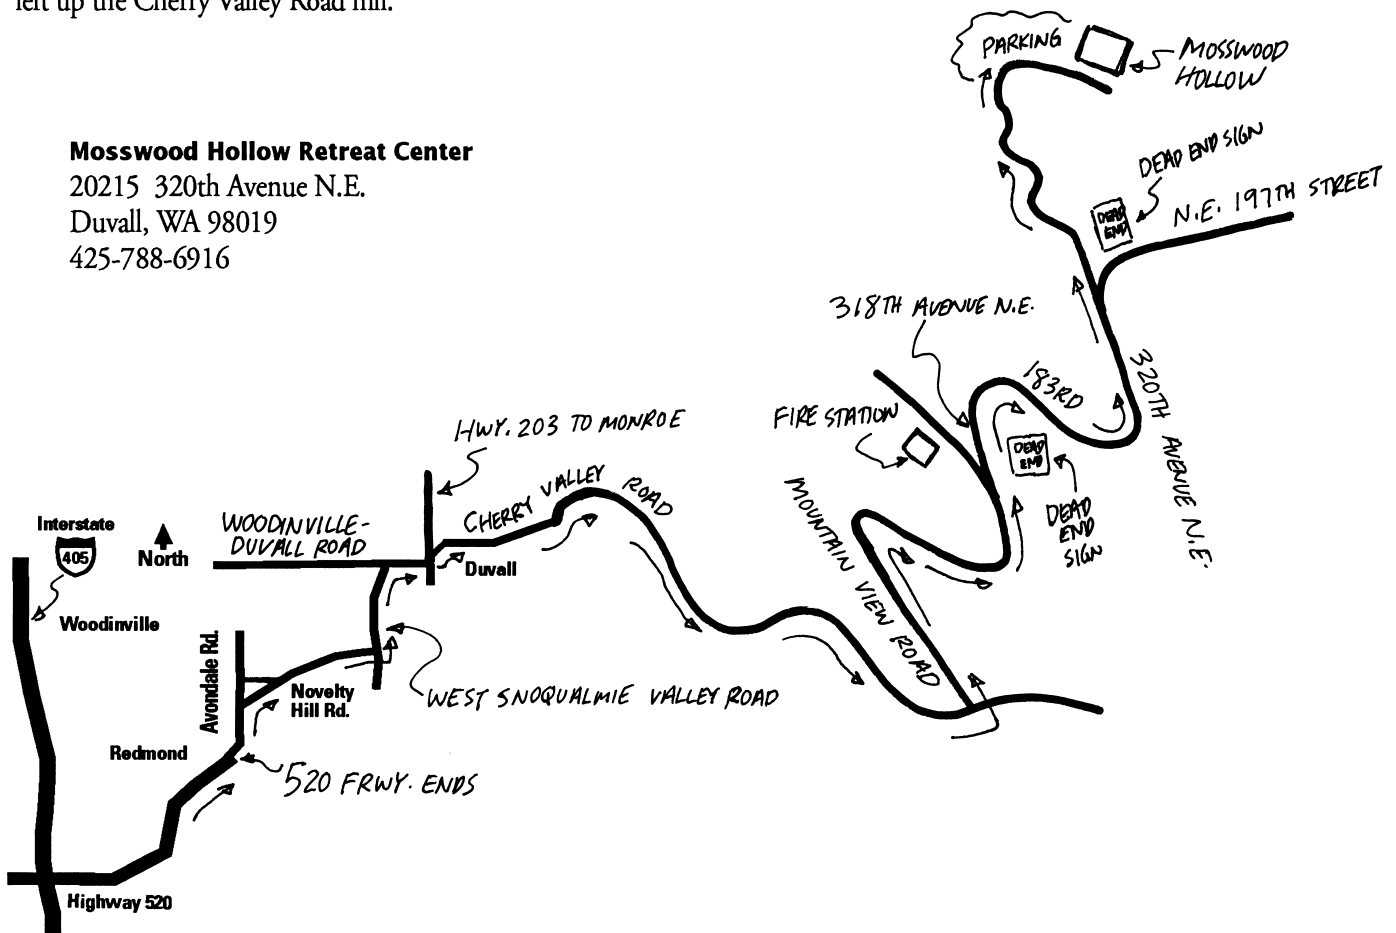 left up the Cherry Valley Road hill.
Mosswood Hollow Retreat Center
20215 320th Avenue N.E.
Duvall, WA 98019
425-788-6916
PARKING
MOSSWOOD
HOLLOW
DEAD END SIGN
DEAD
END
N.E. 197TH STREET
318TH AVENUE N.E.
183RD
320TH AVENUE N.E.
FIRE STATION
DEAD
END
DEAD
END
SIGN
HWY. 203 TO MONROE
CHERRY VALLEY ROAD
MOUNTAIN VIEW ROAD
WOODINVILLE-
DUVALL ROAD
Interstate
405
North
Duvall
Woodinville
Avondale Rd.
Novelty
Hill Rd.
WEST SNOQUALMIE VALLEY ROAD
Redmond
520 FRWY. ENDS
Highway 520